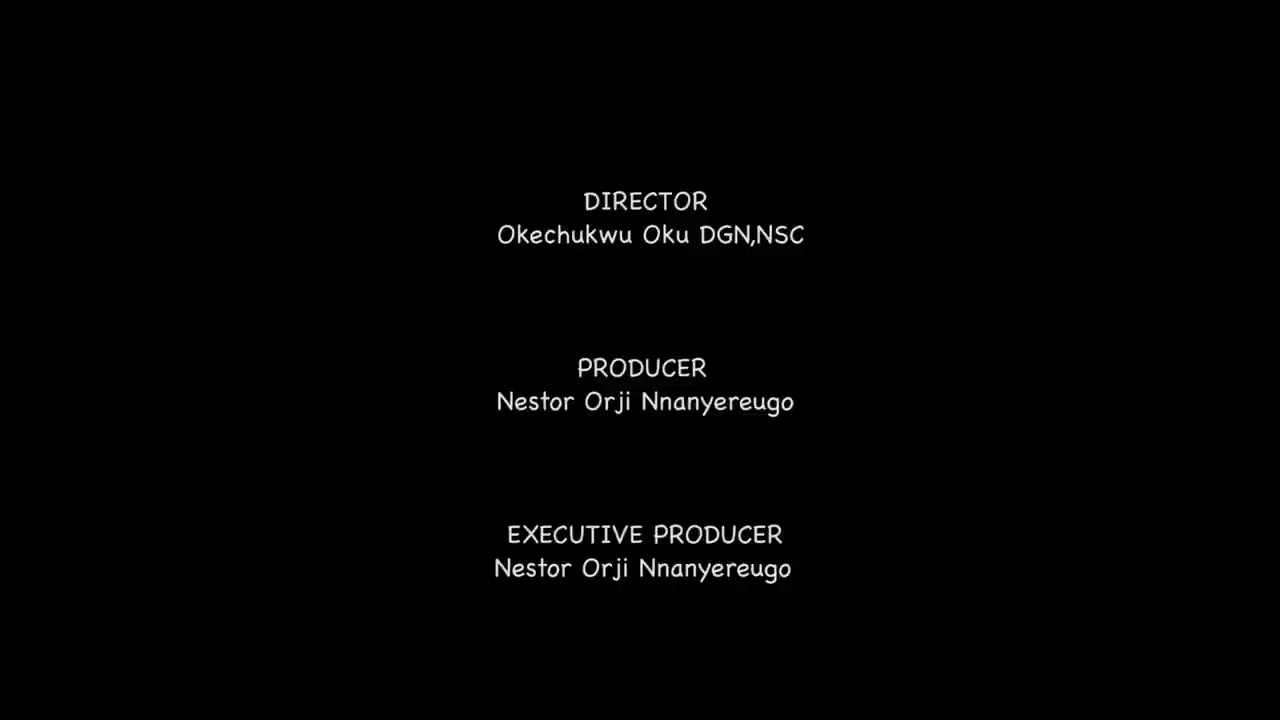 DIRECTOR
Okechukwu Oku DGN,NSC
PRODUCER
Nestor Orji Nnanyereugo
EXECUTIVE PRODUCER
Nestor Orji Nnanyereugo